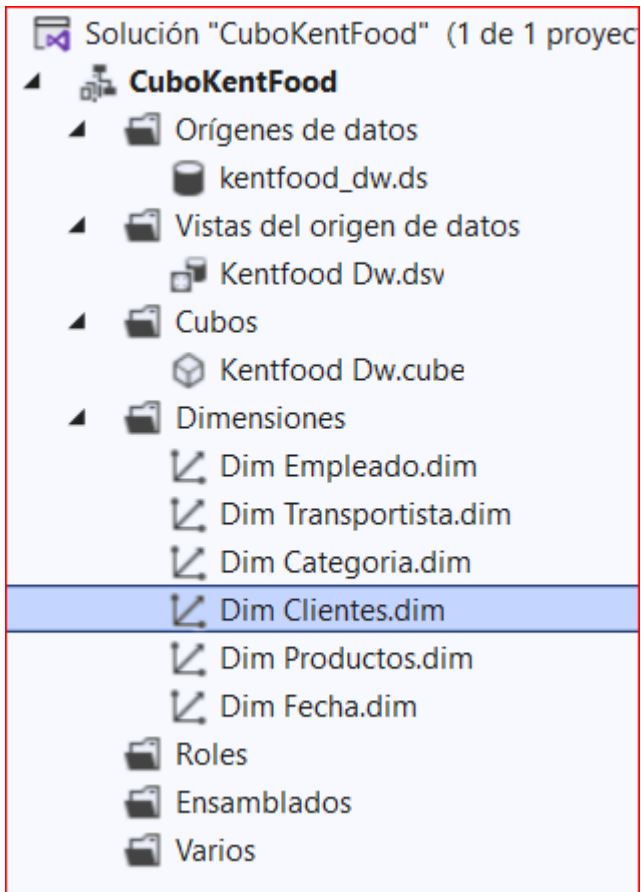 Solución "CuboKentFood" (1 de 1 proyec
CuboKentFood
Orígenes de datos
kentfood_dw.ds
Vistas del origen de datos
Kentfood Dw.dsv
Cubos
Kentfood Dw.cube
Dimensiones
Dim Empleado.dim
Dim Transportista.dim
Dim Categoria.dim
Dim Clientes.dim
Dim Productos.dim
Dim Fecha.dim
Roles
Ensamblados
Varios